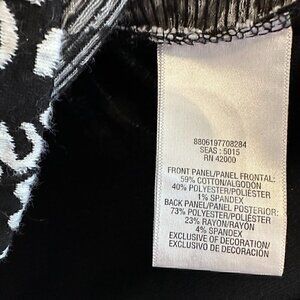 8806197708284
SEAS : 5015
RN 42000
FRONT PANEL/PANEL FRONTAL:
59% COTTON/ALGODÓN
40% POLYESTER/POLIÉSTER
1% SPANDEX
BACK PANEL/PANEL POSTERIOR:
73% POLYESTER/POLIÉSTER
23% RAYON/RAYÓN
4% SPANDEX
EXCLUSIVE OF DECORATION/
EXCLUSIVO DE DECORACIÓN